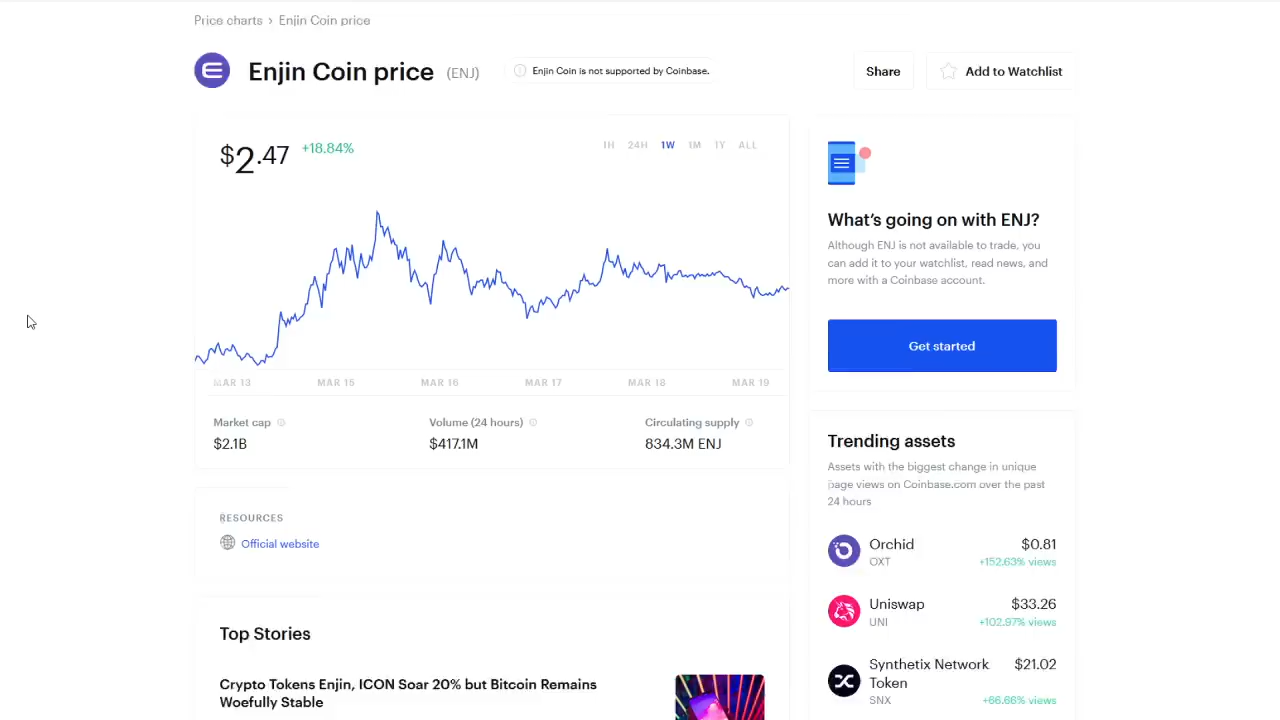 Price charts › Enjin Coin price
Enjin Coin price (ENJ)
Enjin Coin is not supported by Coinbase.
Share
Add to Watchlist
$2.47 +18.84%
1H 24H 1W 1M 1Y ALL
MAR 13 MAR 15 MAR 16 MAR 17 MAR 18 MAR 19
Market cap
$2.1B
Volume (24 hours)
$417.1M
Circulating supply
834.3M ENJ
RESOURCES
Official website
Top Stories
Crypto Tokens Enjin, ICON Soar 20% but Bitcoin Remains
Woefully Stable
What's going on with ENJ?
Although ENJ is not available to trade, you
can add it to your watchlist, read news, and
more with a Coinbase account.
Get started
Trending assets
Assets with the biggest change in unique
page views on Coinbase.com over the past
24 hours
Orchid $0.81
OXT +152.63% views
Uniswap $33.26
UNI +102.97% views
Synthetix Network $21.02
Token
SNX +66.66% views